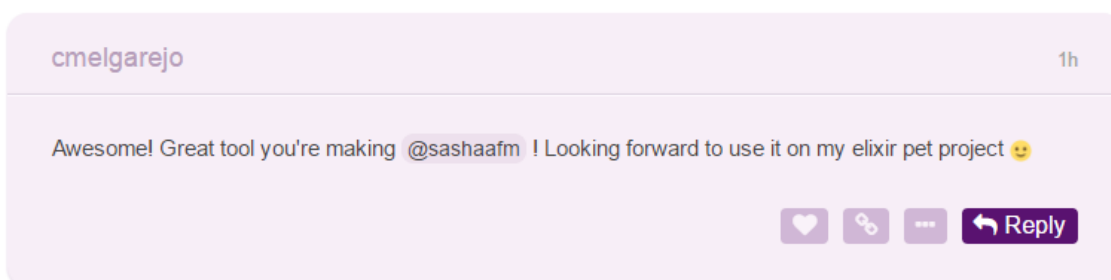 cmelgarejo 1h
Awesome! Great tool you're making @sashaafm ! Looking forward to use it on my elixir pet project 🙂
Reply